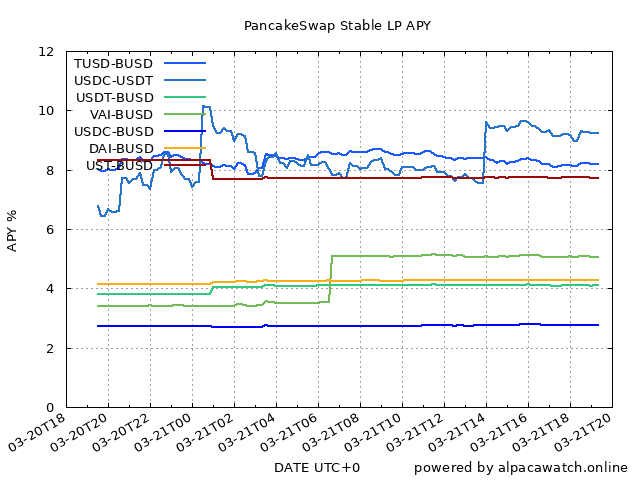 PancakeSwap Stable LP APY
12
10
8
6
4
2
0
APY %
TUSD-BUSD
USDC-USDT
USDT-BUSD
VAI-BUSD
USDC-BUSD
DAI-BUSD
UST-BUSD
03-20T18
03-20T20
03-20T22
03-21T00
03-21T02
03-21T04
03-21T06
03-21T08
03-21T10
03-21T12
03-21T14
03-21T16
03-21T18
03-21T20
DATE UTC+0
powered by alpacawatch.online